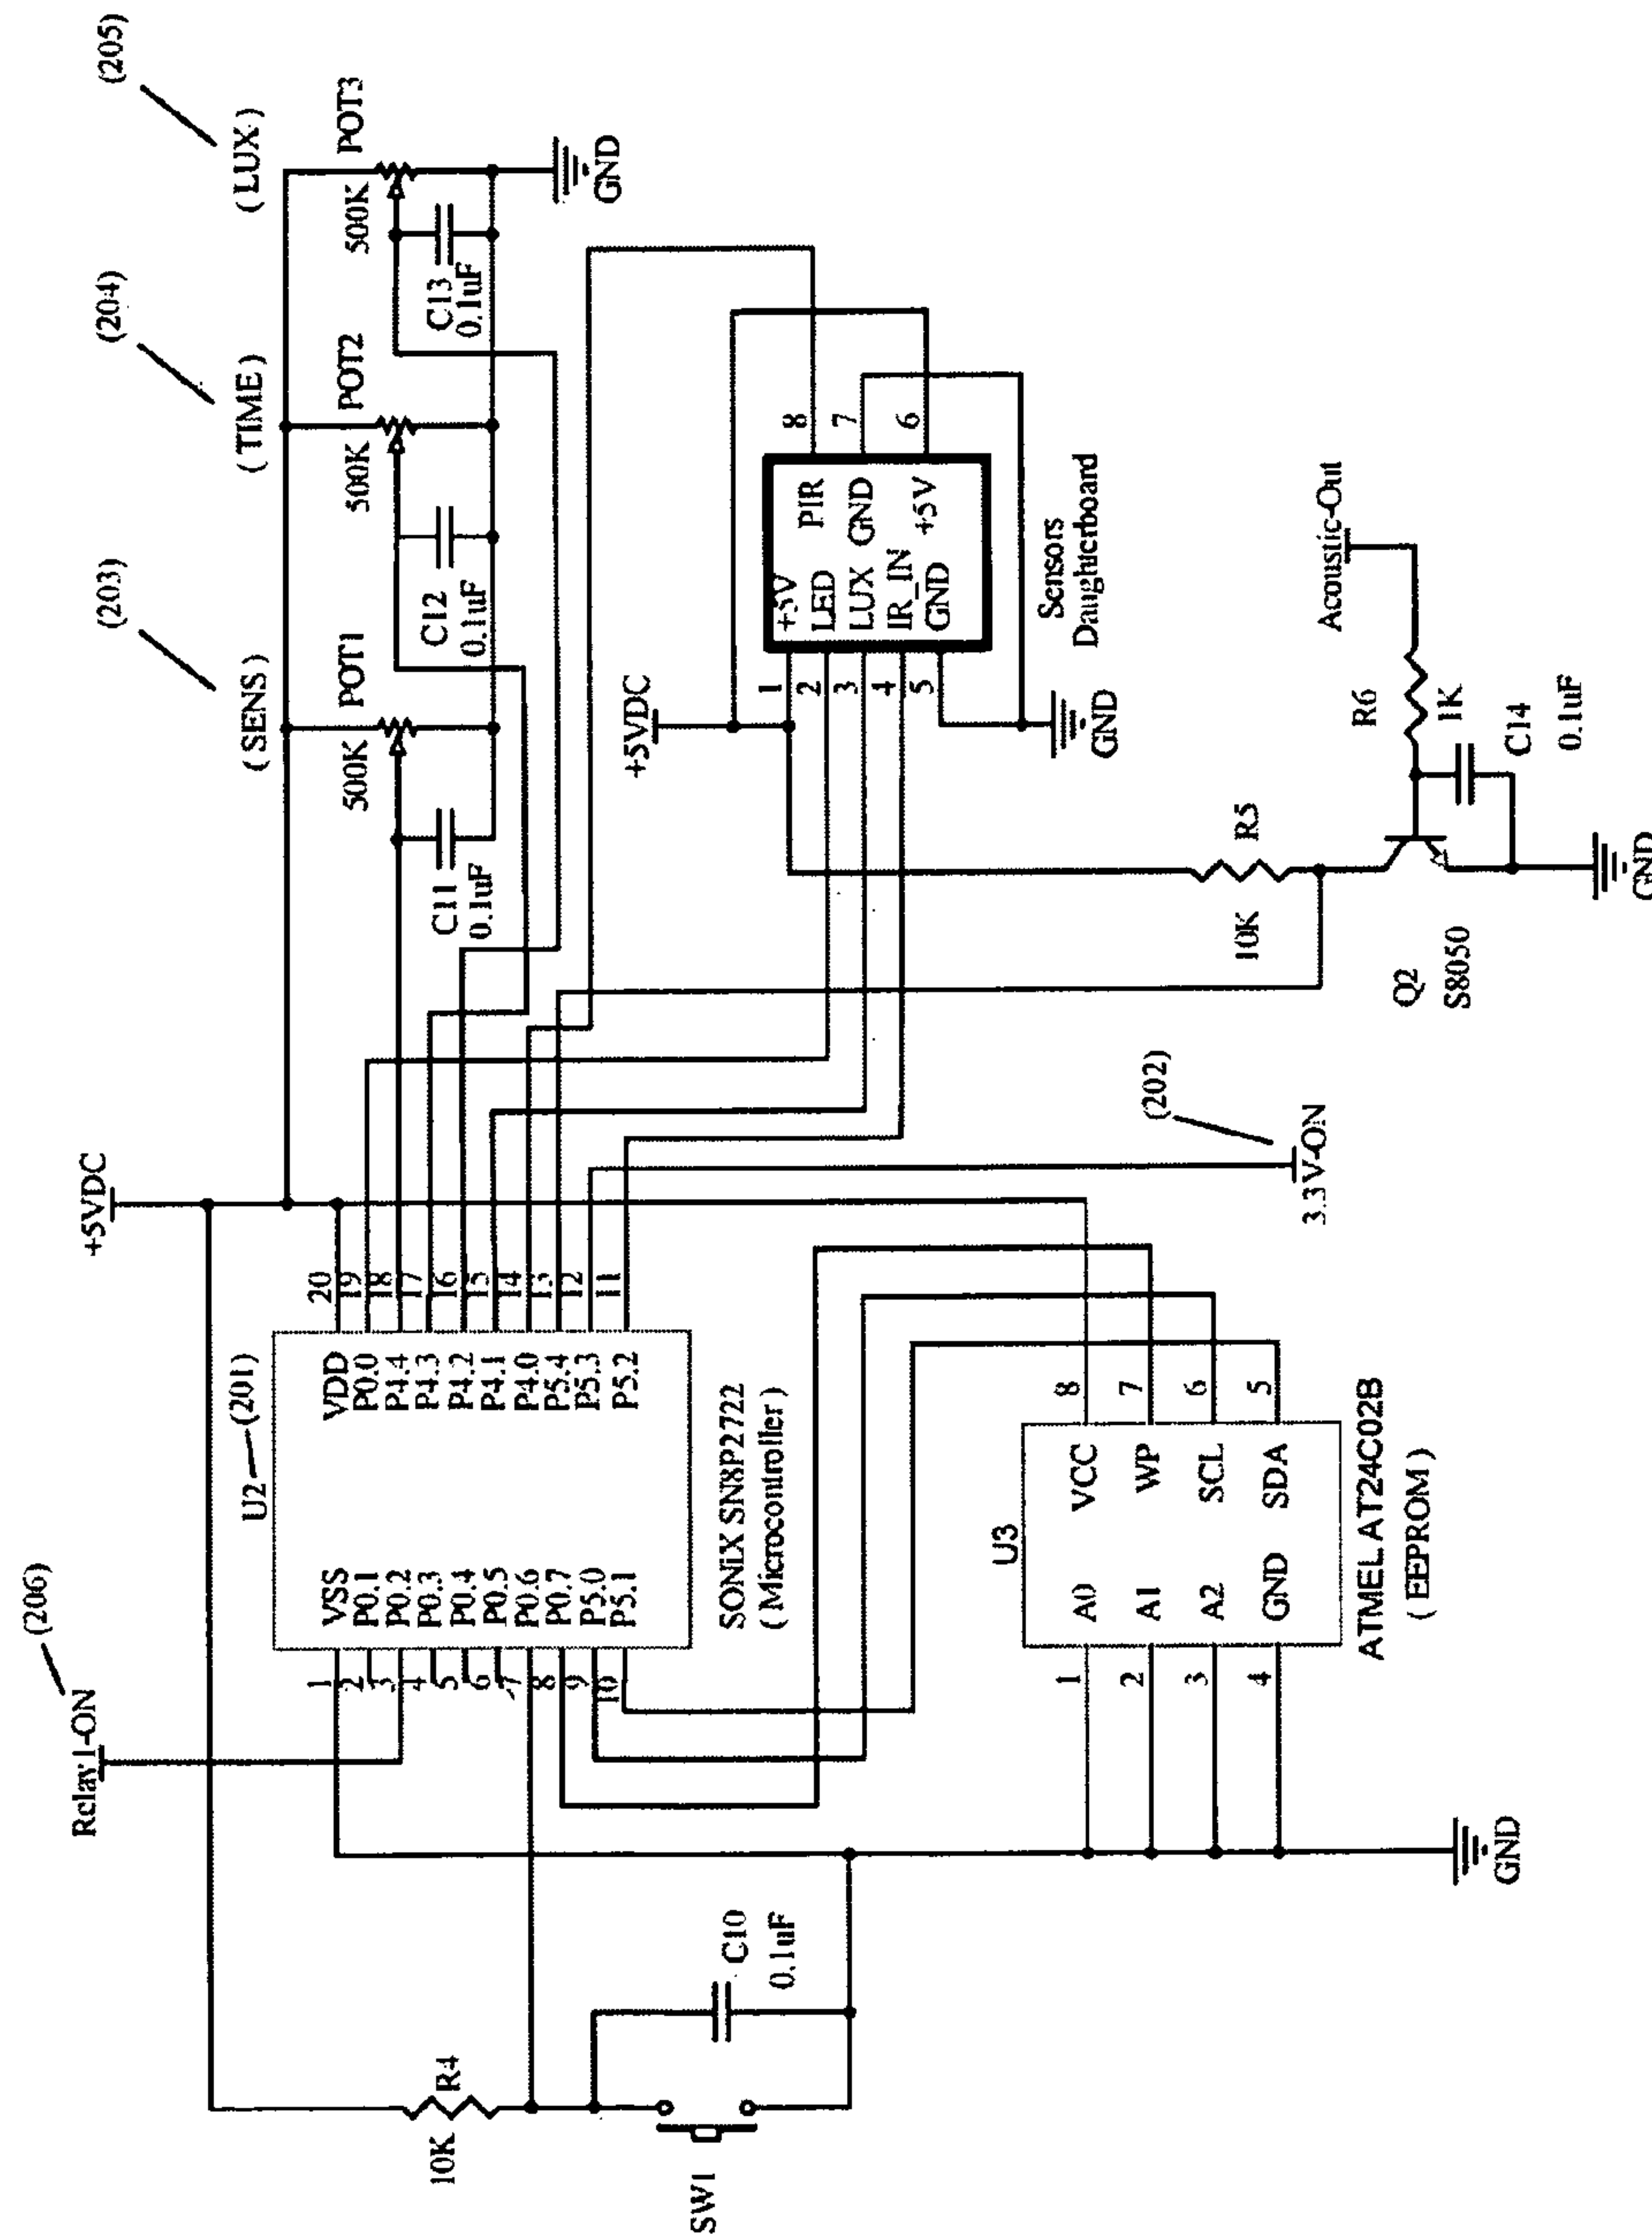 Relay1-ON
(206)
+5VDC
(SENS)
(203)
(TIME)
(204)
(LUX)
(205)
POT1
500K
POT2
500K
POT3
500K
C11
0.1uF
C12
0.1uF
C13
0.1uF
GND
U2
(201)
VSS
P0.1
P0.2
P0.3
P0.4
P0.5
P0.6
P0.7
P5.0
P5.1
1
2
3
4
5
6
7
8
9
10
VDD
P0.0
P4.4
P4.3
P4.2
P4.1
P4.0
P5.4
P5.3
P5.2
20
19
18
17
16
15
14
13
12
11
SONiX SN8P2722
(Microcontroller)
R4
10K
SW1
C10
0.1uF
+5VDC
1
2
3
4
5
+5V
LED
LUX
IR_IN
GND
PIR
GND
+5V
8
7
6
Sensors
Daughterboard
GND
U3
1
2
3
4
A0
A1
A2
GND
VCC
WP
SCL
SDA
8
7
6
5
ATMEL AT24C02B
(EEPROM)
GND
3.3V-ON
(202)
10K
R5
Q2
S8050
R6
1K
C14
0.1uF
Acoustic-Out
GND